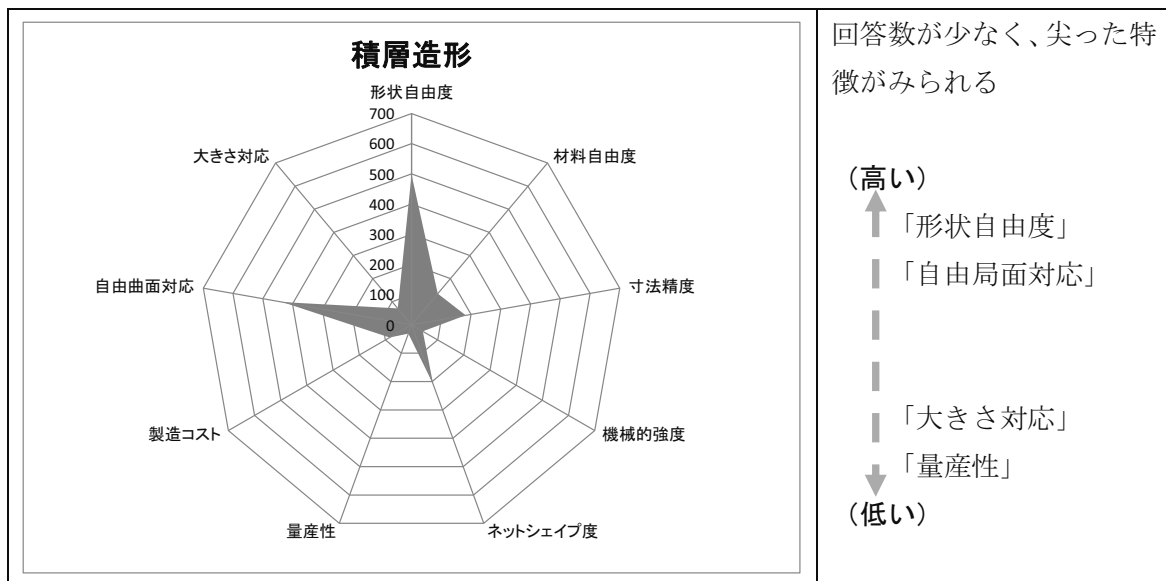 積層造形
形状自由度
700
600
500
400
300
200
100
0
材料自由度
寸法精度
機械的強度
ネットシェイプ度
量産性
製造コスト
自由曲面対応
大きさ対応
回答数が少なく、尖った特
徴がみられる
（高い）
「形状自由度」
「自由局面対応」
「大きさ対応」
「量産性」
（低い）